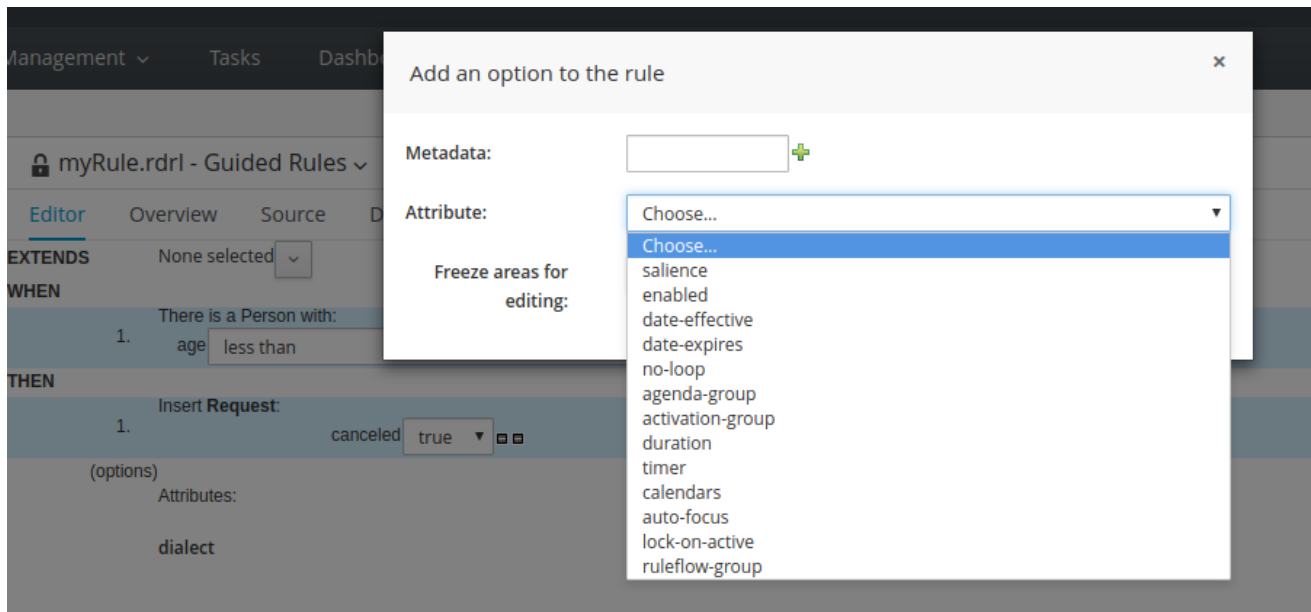 Management Tasks Dashb
Add an option to the rule ×
myRule.rdrl - Guided Rules
Editor Overview Source D
EXTENDS None selected
WHEN
There is a Person with:
1.
age less than
THEN
Insert Request:
1.
canceled true
(options)
Attributes:
dialect
Metadata:
Attribute: Choose...
Freeze areas for
editing:
Choose...
salience
enabled
date-effective
date-expires
no-loop
agenda-group
activation-group
duration
timer
calendars
auto-focus
lock-on-active
ruleflow-group